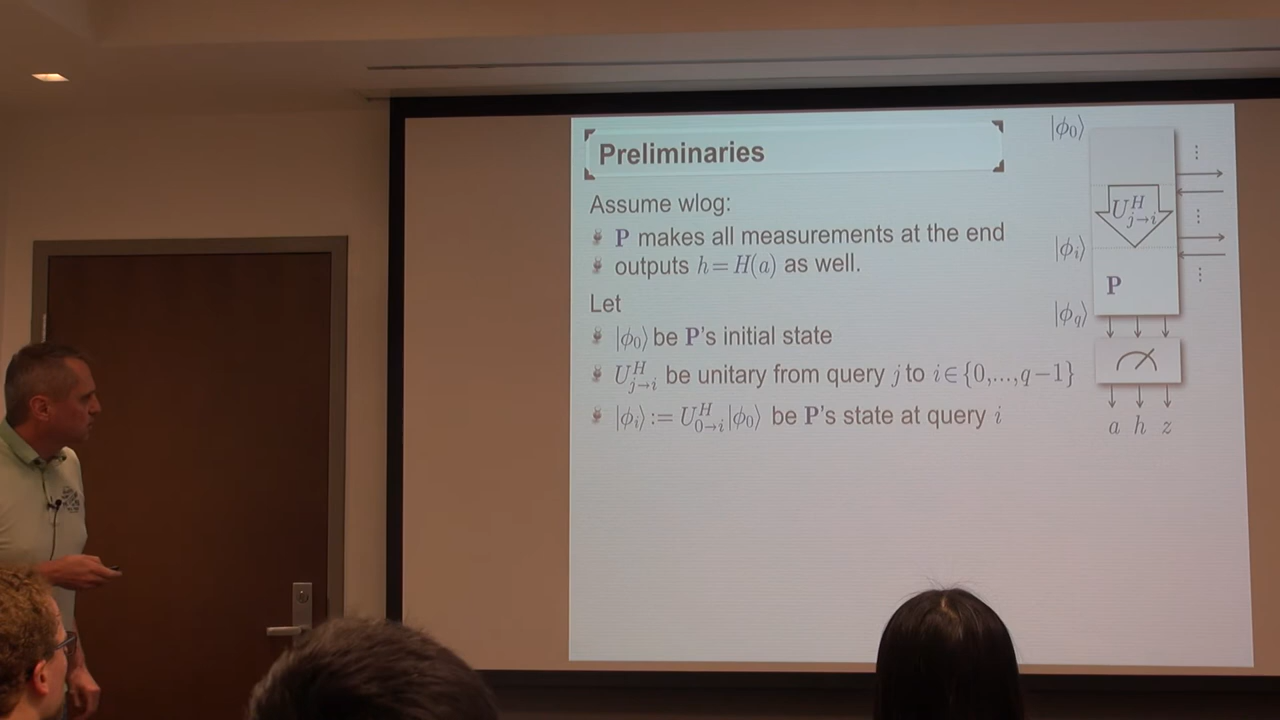 Preliminaries
Assume wlog:
P makes all measurements at the end
outputs h = H(a) as well.
Let
|ϕ₀⟩ be P's initial state
U^H_{j→i} be unitary from query j to i ∈ {0,...,q−1}
|ϕᵢ⟩ := U^H_{0→i}|ϕ₀⟩ be P's state at query i
|ϕ₀⟩
U^H_{j→i}
|ϕᵢ⟩
P
|ϕ_q⟩
a h z